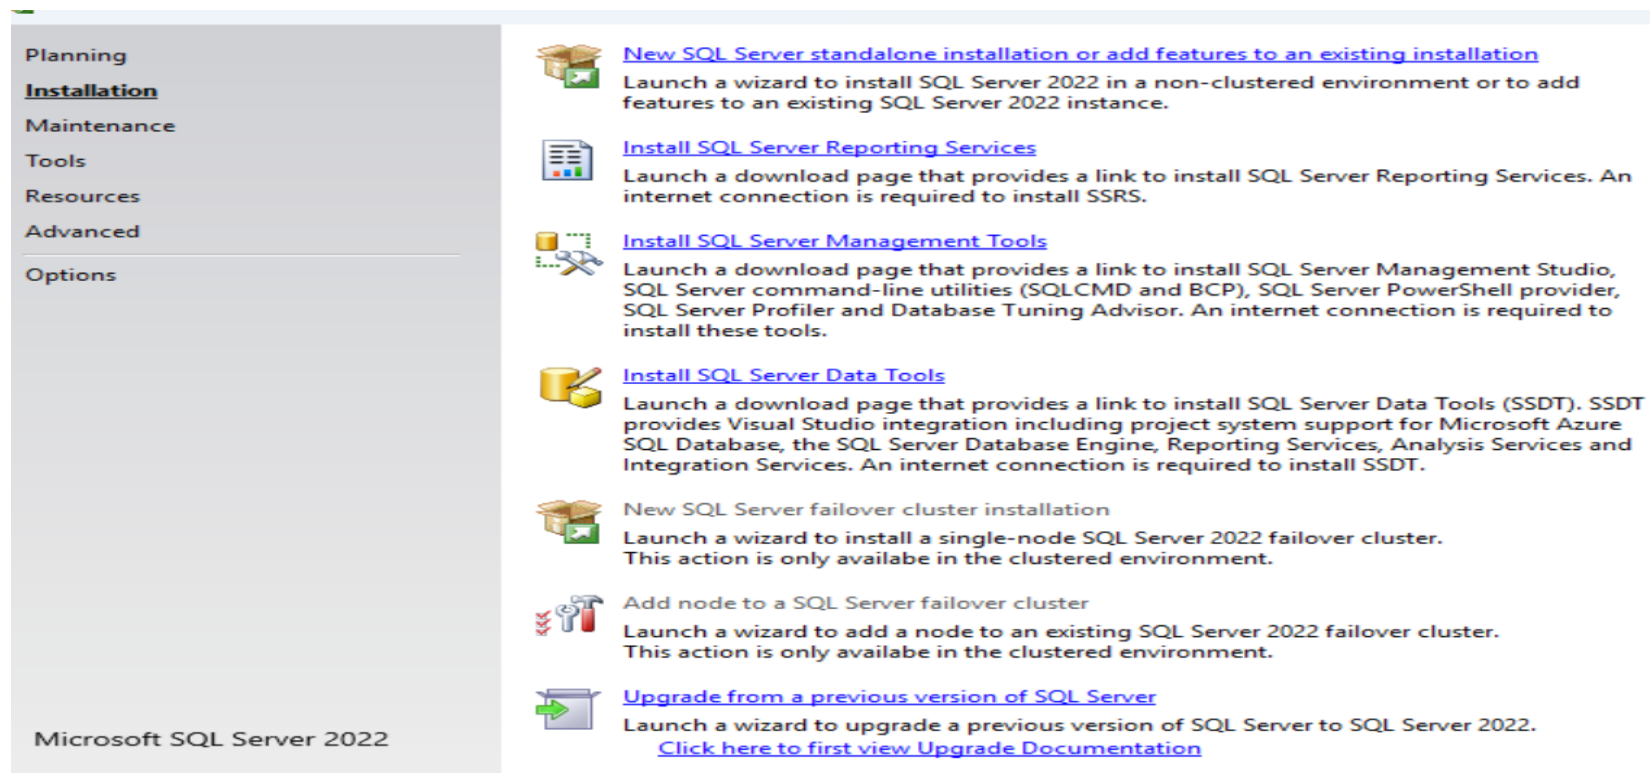 Planning
Installation
Maintenance
Tools
Resources
Advanced
Options
Microsoft SQL Server 2022
New SQL Server standalone installation or add features to an existing installation
Launch a wizard to install SQL Server 2022 in a non-clustered environment or to add
features to an existing SQL Server 2022 instance.
Install SQL Server Reporting Services
Launch a download page that provides a link to install SQL Server Reporting Services. An
internet connection is required to install SSRS.
Install SQL Server Management Tools
Launch a download page that provides a link to install SQL Server Management Studio,
SQL Server command-line utilities (SQLCMD and BCP), SQL Server PowerShell provider,
SQL Server Profiler and Database Tuning Advisor. An internet connection is required to
install these tools.
Install SQL Server Data Tools
Launch a download page that provides a link to install SQL Server Data Tools (SSDT). SSDT
provides Visual Studio integration including project system support for Microsoft Azure
SQL Database, the SQL Server Database Engine, Reporting Services, Analysis Services and
Integration Services. An internet connection is required to install SSDT.
New SQL Server failover cluster installation
Launch a wizard to install a single-node SQL Server 2022 failover cluster.
This action is only availabe in the clustered environment.
Add node to a SQL Server failover cluster
Launch a wizard to add a node to an existing SQL Server 2022 failover cluster.
This action is only availabe in the clustered environment.
Upgrade from a previous version of SQL Server
Launch a wizard to upgrade a previous version of SQL Server to SQL Server 2022.
Click here to first view Upgrade Documentation